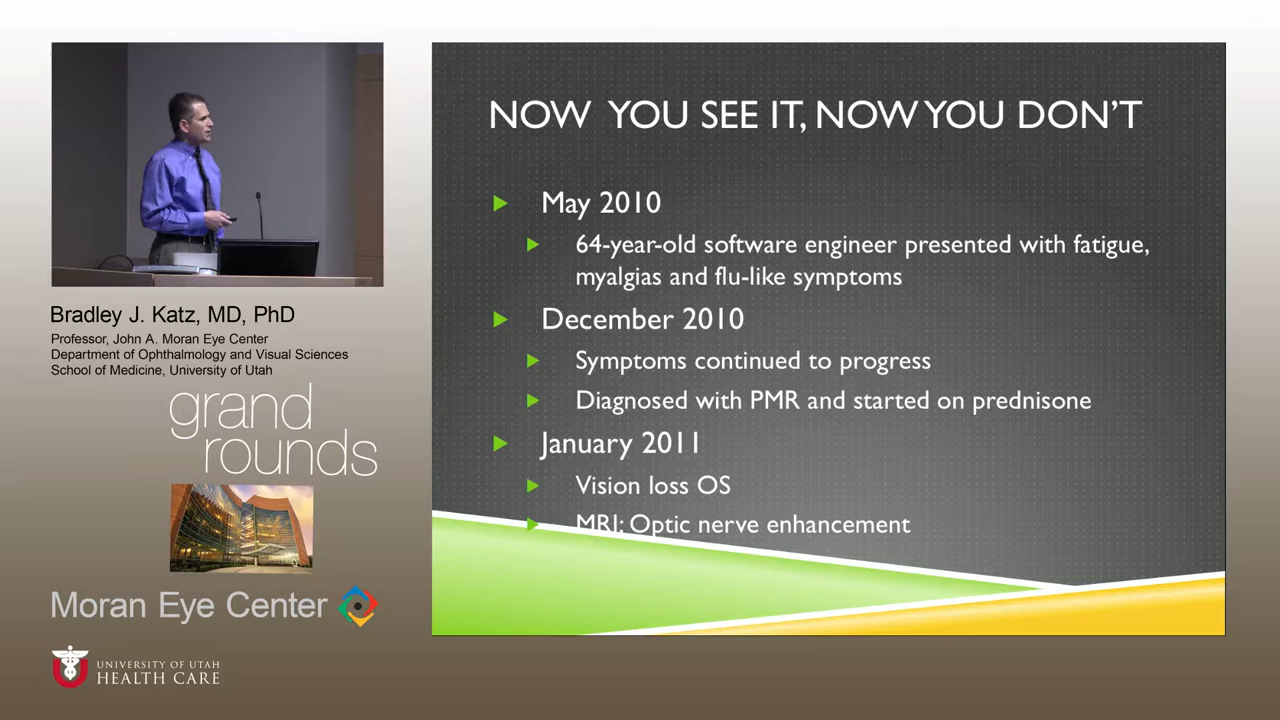 Bradley J. Katz, MD, PhD
Professor, John A. Moran Eye Center
Department of Ophthalmology and Visual Sciences
School of Medicine, University of Utah
grand
rounds
Moran Eye Center
UNIVERSITY OF UTAH
HEALTH CARE
NOW YOU SEE IT, NOW YOU DON'T
May 2010
64-year-old software engineer presented with fatigue,
myalgias and flu-like symptoms
December 2010
Symptoms continued to progress
Diagnosed with PMR and started on prednisone
January 2011
Vision loss OS
MRI: Optic nerve enhancement